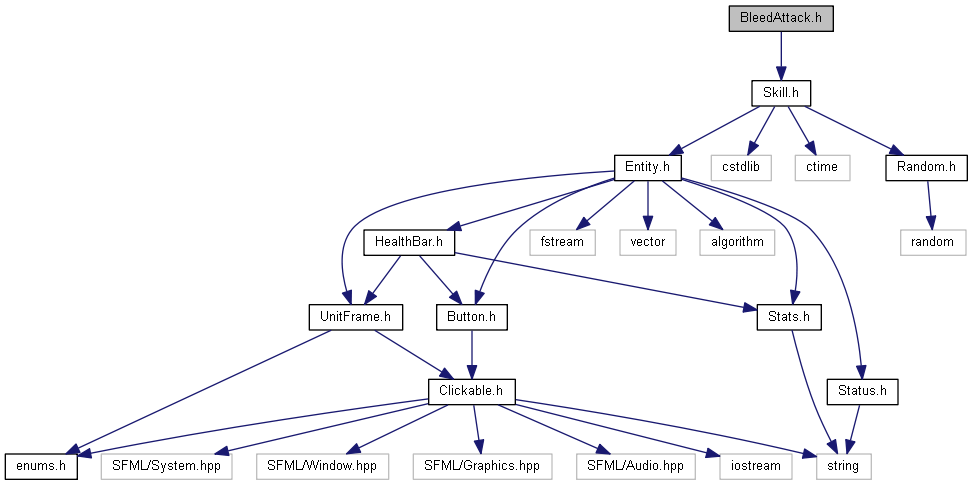 BleedAttack.h
Skill.h
Entity.h
cstdlib
ctime
Random.h
HealthBar.h
fstream
vector
algorithm
random
UnitFrame.h
Button.h
Stats.h
Clickable.h
Status.h
enums.h
SFML/System.hpp
SFML/Window.hpp
SFML/Graphics.hpp
SFML/Audio.hpp
iostream
string